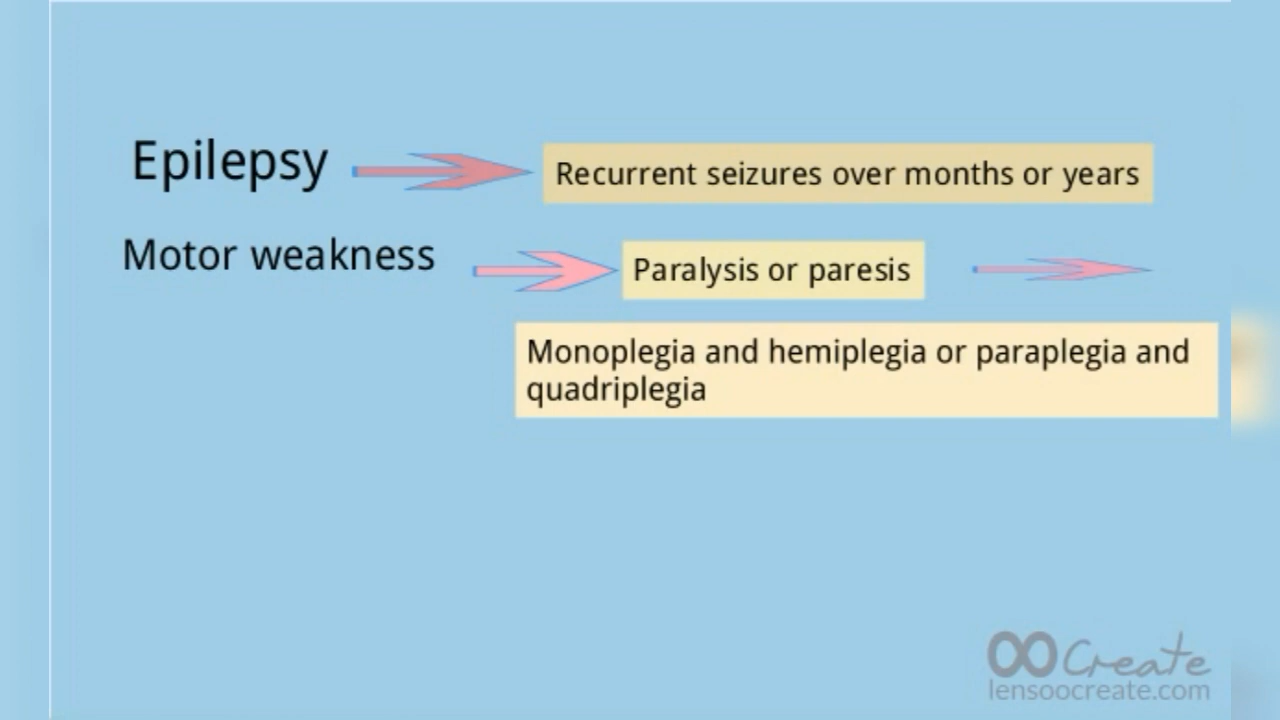 Epilepsy
Recurrent seizures over months or years
Motor weakness
Paralysis or paresis
Monoplegia and hemiplegia or paraplegia and
quadriplegia
Create
lensoocreate.com